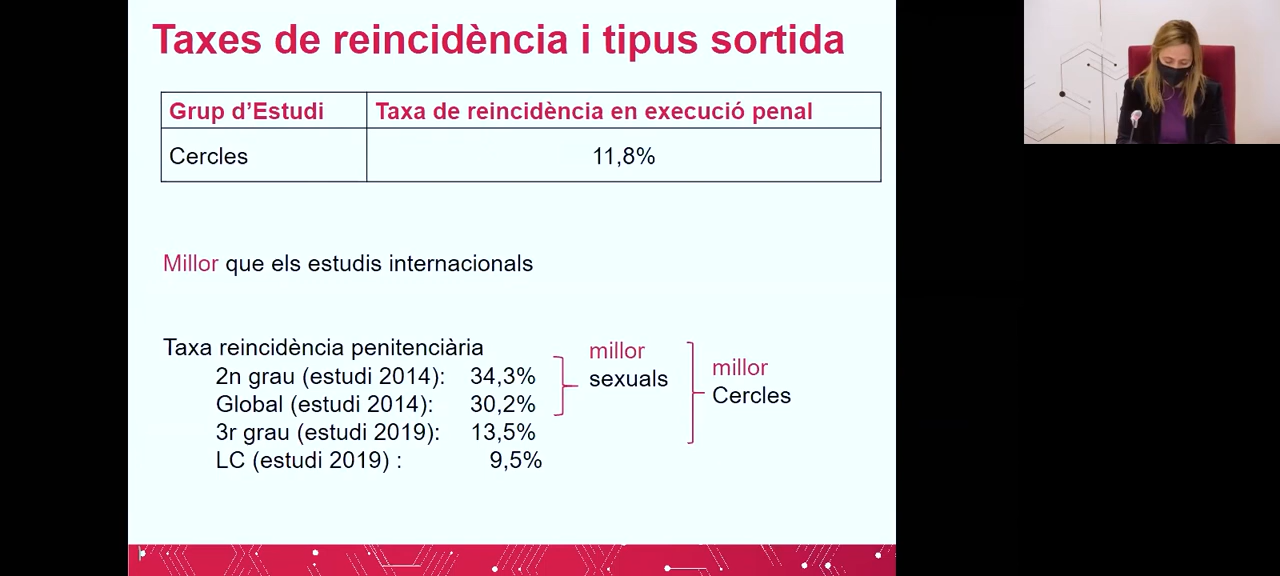 Taxes de reincidència i tipus sortida
Grup d'Estudi Taxa de reincidència en execució penal
Cercles 11,8%
Millor que els estudis internacionals
Taxa reincidència penitenciària
2n grau (estudi 2014): 34,3%
Global (estudi 2014): 30,2%
3r grau (estudi 2019): 13,5%
LC (estudi 2019) : 9,5%
millor
sexuals
millor
Cercles